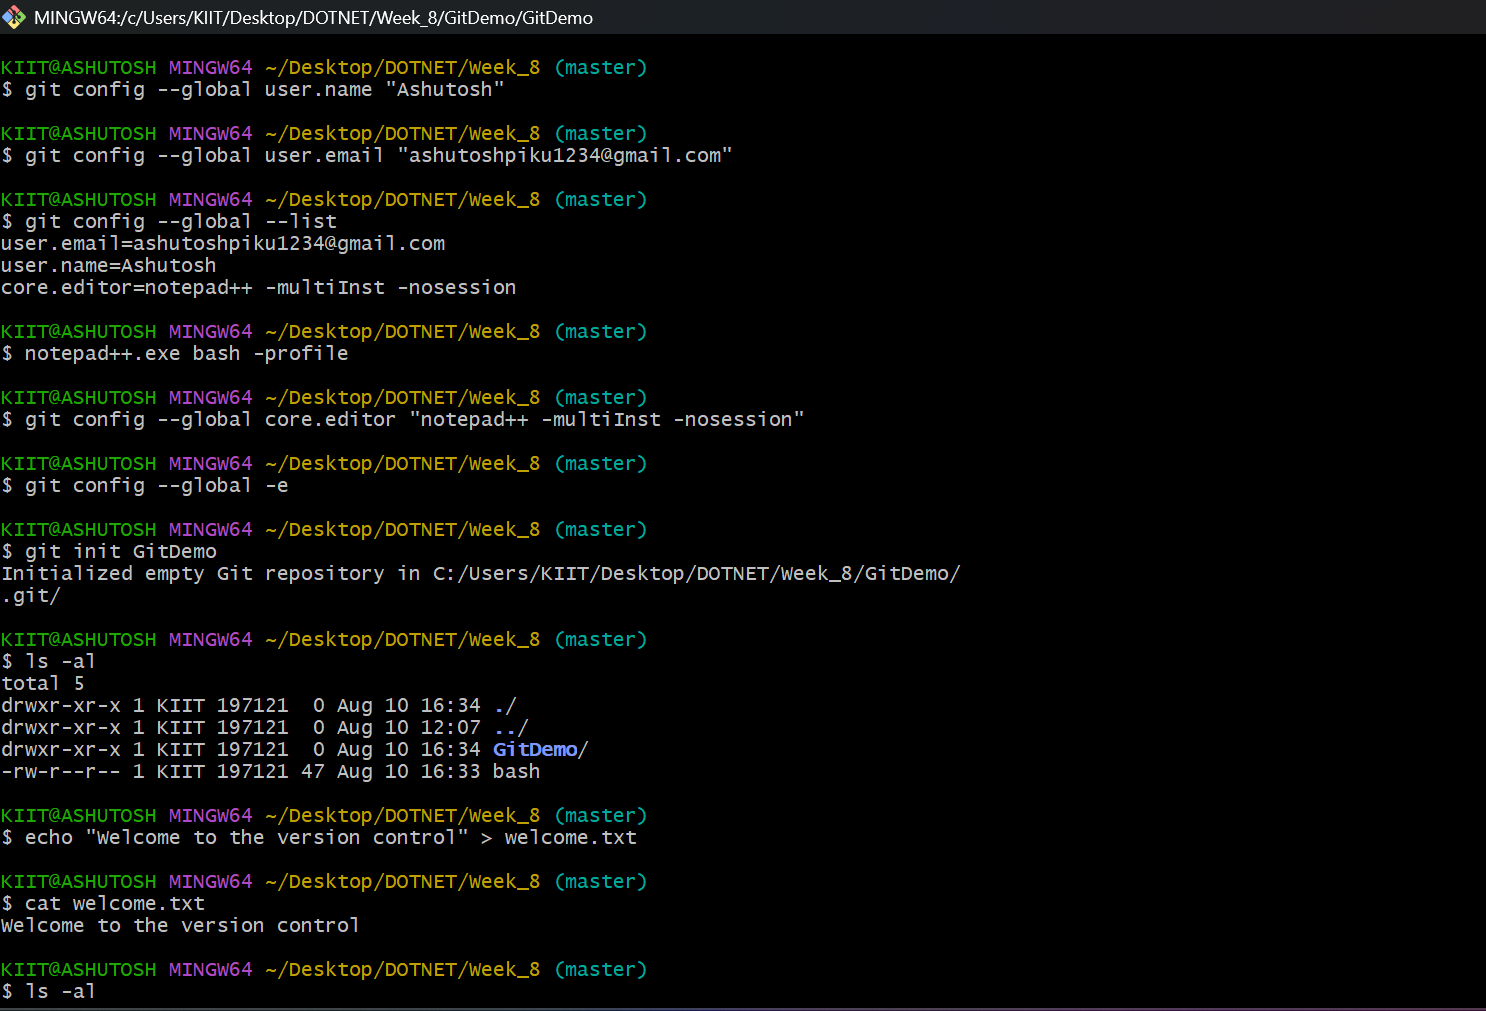 MINGW64:/c/Users/KIIT/Desktop/DOTNET/Week_8/GitDemo/GitDemo
KIIT@ASHUTOSH MINGW64 ~/Desktop/DOTNET/Week_8 (master)
$ git config --global user.name "Ashutosh"
KIIT@ASHUTOSH MINGW64 ~/Desktop/DOTNET/Week_8 (master)
$ git config --global user.email "ashutoshpiku1234@gmail.com"
KIIT@ASHUTOSH MINGW64 ~/Desktop/DOTNET/Week_8 (master)
$ git config --global --list
user.email=ashutoshpiku1234@gmail.com
user.name=Ashutosh
core.editor=notepad++ -multiInst -nosession
KIIT@ASHUTOSH MINGW64 ~/Desktop/DOTNET/Week_8 (master)
$ notepad++.exe bash -profile
KIIT@ASHUTOSH MINGW64 ~/Desktop/DOTNET/Week_8 (master)
$ git config --global core.editor "notepad++ -multiInst -nosession"
KIIT@ASHUTOSH MINGW64 ~/Desktop/DOTNET/Week_8 (master)
$ git config --global -e
KIIT@ASHUTOSH MINGW64 ~/Desktop/DOTNET/Week_8 (master)
$ git init GitDemo
Initialized empty Git repository in C:/Users/KIIT/Desktop/DOTNET/Week_8/GitDemo/
.git/
KIIT@ASHUTOSH MINGW64 ~/Desktop/DOTNET/Week_8 (master)
$ ls -al
total 5
drwxr-xr-x 1 KIIT 197121  0 Aug 10 16:34 ./
drwxr-xr-x 1 KIIT 197121  0 Aug 10 12:07 ../
drwxr-xr-x 1 KIIT 197121  0 Aug 10 16:34 GitDemo/
-rw-r--r-- 1 KIIT 197121 47 Aug 10 16:33 bash
KIIT@ASHUTOSH MINGW64 ~/Desktop/DOTNET/Week_8 (master)
$ echo "Welcome to the version control" > welcome.txt
KIIT@ASHUTOSH MINGW64 ~/Desktop/DOTNET/Week_8 (master)
$ cat welcome.txt
Welcome to the version control
KIIT@ASHUTOSH MINGW64 ~/Desktop/DOTNET/Week_8 (master)
$ ls -al